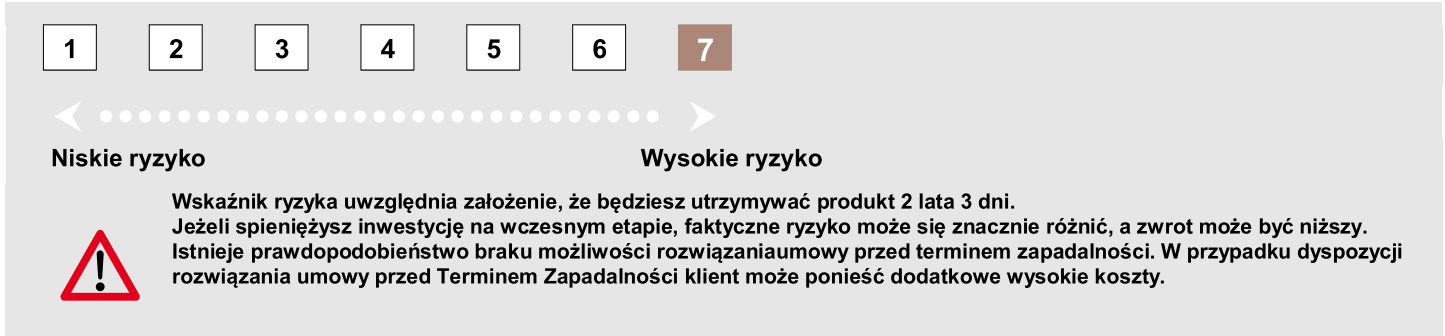 1 2 3 4 5 6 7
Niskie ryzyko Wysokie ryzyko
Wskaźnik ryzyka uwzględnia założenie, że będziesz utrzymywać produkt 2 lata 3 dni.
Jeżeli spieniężysz inwestycję na wczesnym etapie, faktyczne ryzyko może się znacznie różnić, a zwrot może być niższy.
Istnieje prawdopodobieństwo braku możliwości rozwiązaniaumowy przed terminem zapadalności. W przypadku dyspozycji
rozwiązania umowy przed Terminem Zapadalności klient może ponieść dodatkowe wysokie koszty.